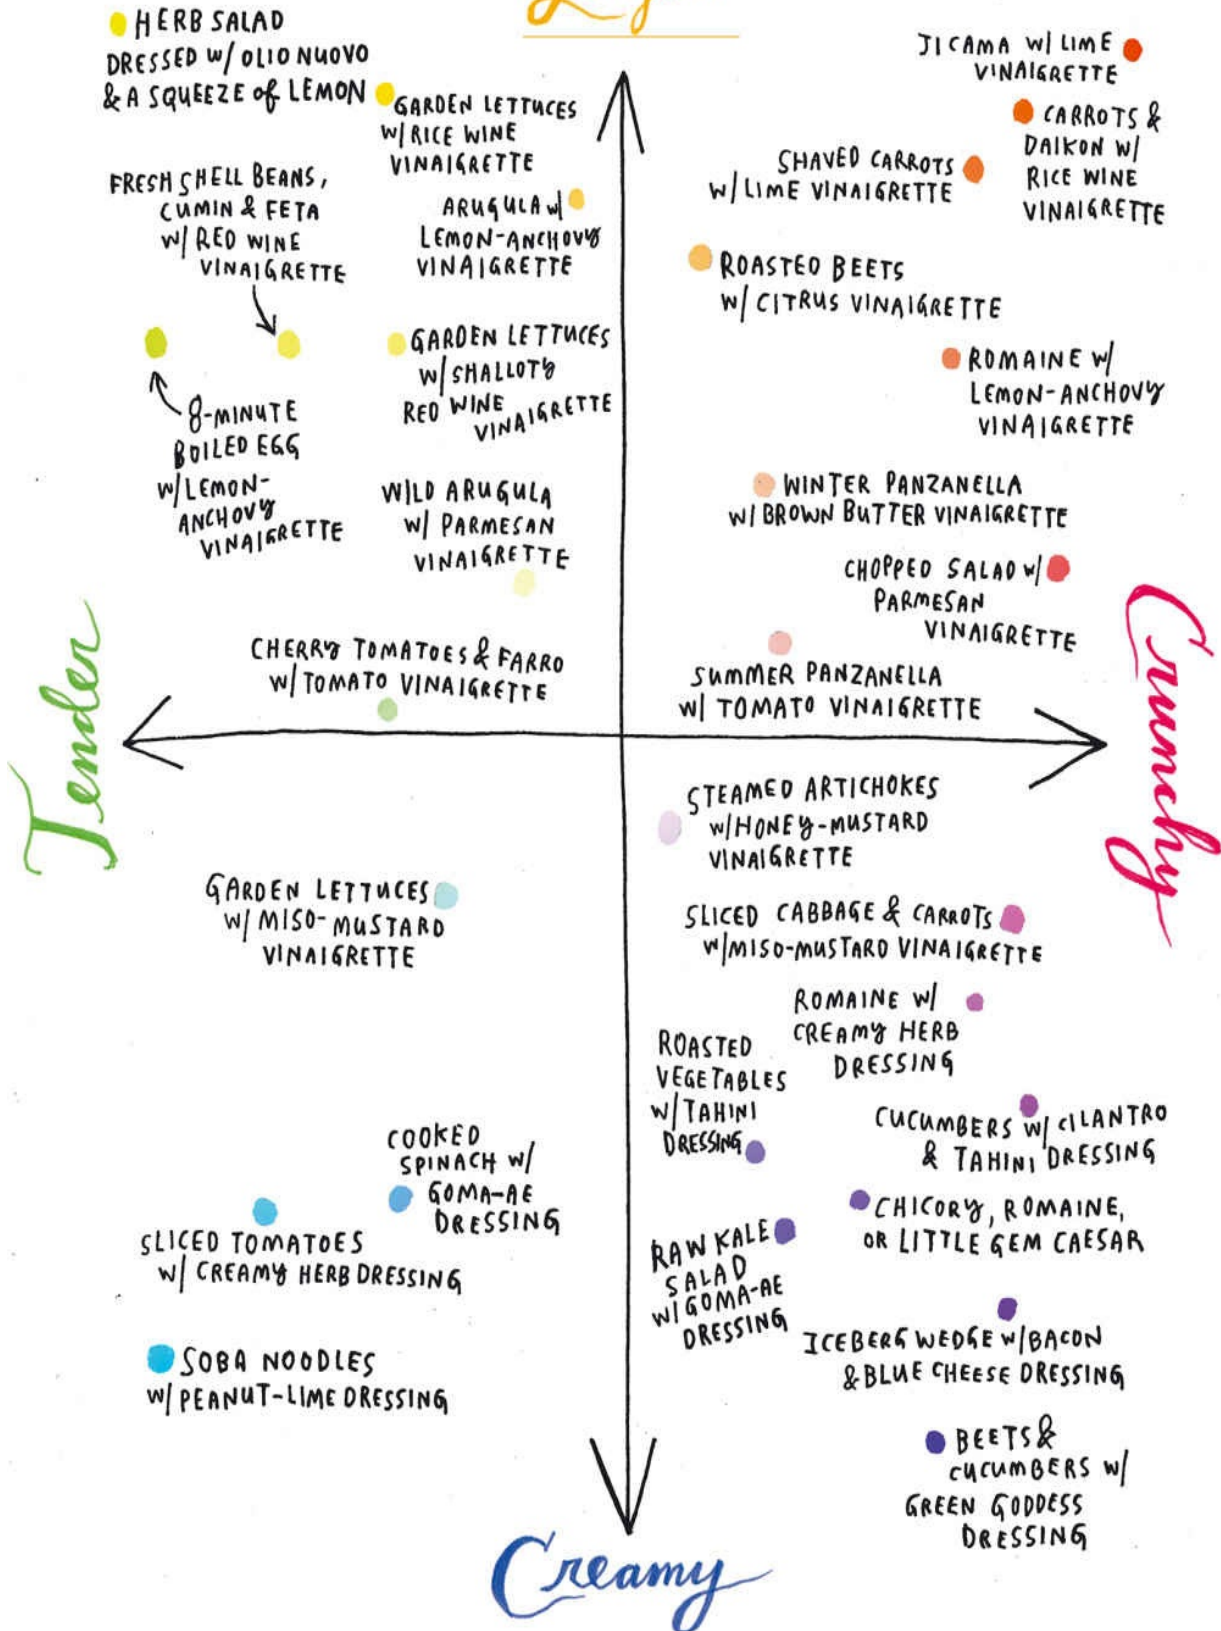 HERB SALAD
DRESSED W/ OLIO NUOVO
& A SQUEEZE of LEMON
GARDEN LETTUCES
W/ RICE WINE
VINAIGRETTE
FRESH SHELL BEANS,
CUMIN & FETA
W/ RED WINE
VINAIGRETTE
ARUGULA W/
LEMON-ANCHOVY
VINAIGRETTE
GARDEN LETTUCES
W/ SHALLOTY
RED WINE
VINAIGRETTE
8-MINUTE
BOILED EGG
W/ LEMON-
ANCHOVY
VINAIGRETTE
WILD ARUGULA
W/ PARMESAN
VINAIGRETTE
CHERRY TOMATOES & FARRO
W/ TOMATO VINAIGRETTE
JICAMA W/ LIME
VINAIGRETTE
CARROTS &
DAIKON W/
RICE WINE
VINAIGRETTE
SHAVED CARROTS
W/ LIME VINAIGRETTE
ROASTED BEETS
W/ CITRUS VINAIGRETTE
ROMAINE W/
LEMON-ANCHOVY
VINAIGRETTE
WINTER PANZANELLA
W/ BROWN BUTTER VINAIGRETTE
CHOPPED SALAD W/
PARMESAN
VINAIGRETTE
SUMMER PANZANELLA
W/ TOMATO VINAIGRETTE
Tender
Crunchy
GARDEN LETTUCES
W/ MISO-MUSTARD
VINAIGRETTE
COOKED
SPINACH W/
GOMA-AE
DRESSING
SLICED TOMATOES
W/ CREAMY HERB DRESSING
SOBA NOODLES
W/ PEANUT-LIME DRESSING
STEAMED ARTICHOKES
W/ HONEY-MUSTARD
VINAIGRETTE
SLICED CABBAGE & CARROTS
W/ MISO-MUSTARD VINAIGRETTE
ROMAINE W/
CREAMY HERB
DRESSING
ROASTED
VEGETABLES
W/ TAHINI
DRESSING
CUCUMBERS W/ CILANTRO
& TAHINI DRESSING
CHICORY, ROMAINE,
OR LITTLE GEM CAESAR
RAW KALE
SALAD
W/ GOMA-AE
DRESSING
ICEBERG WEDGE W/ BACON
& BLUE CHEESE DRESSING
BEETS &
CUCUMBERS W/
GREEN GODDESS
DRESSING
Creamy